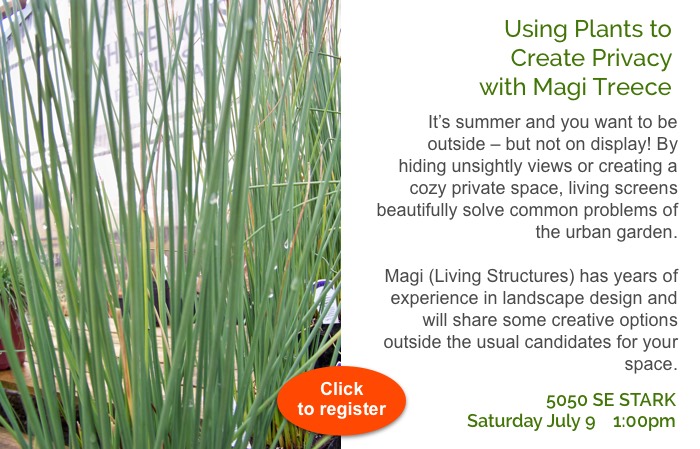 Using Plants to
Create Privacy
with Magi Treece
It’s summer and you want to be
outside – but not on display! By
hiding unsightly views or creating a
cozy private space, living screens
beautifully solve common problems of
the urban garden.
Magi (Living Structures) has years of
experience in landscape design and
will share some creative options
outside the usual candidates for your
space.
Click
to register
5050 SE STARK
Saturday July 9 1:00pm